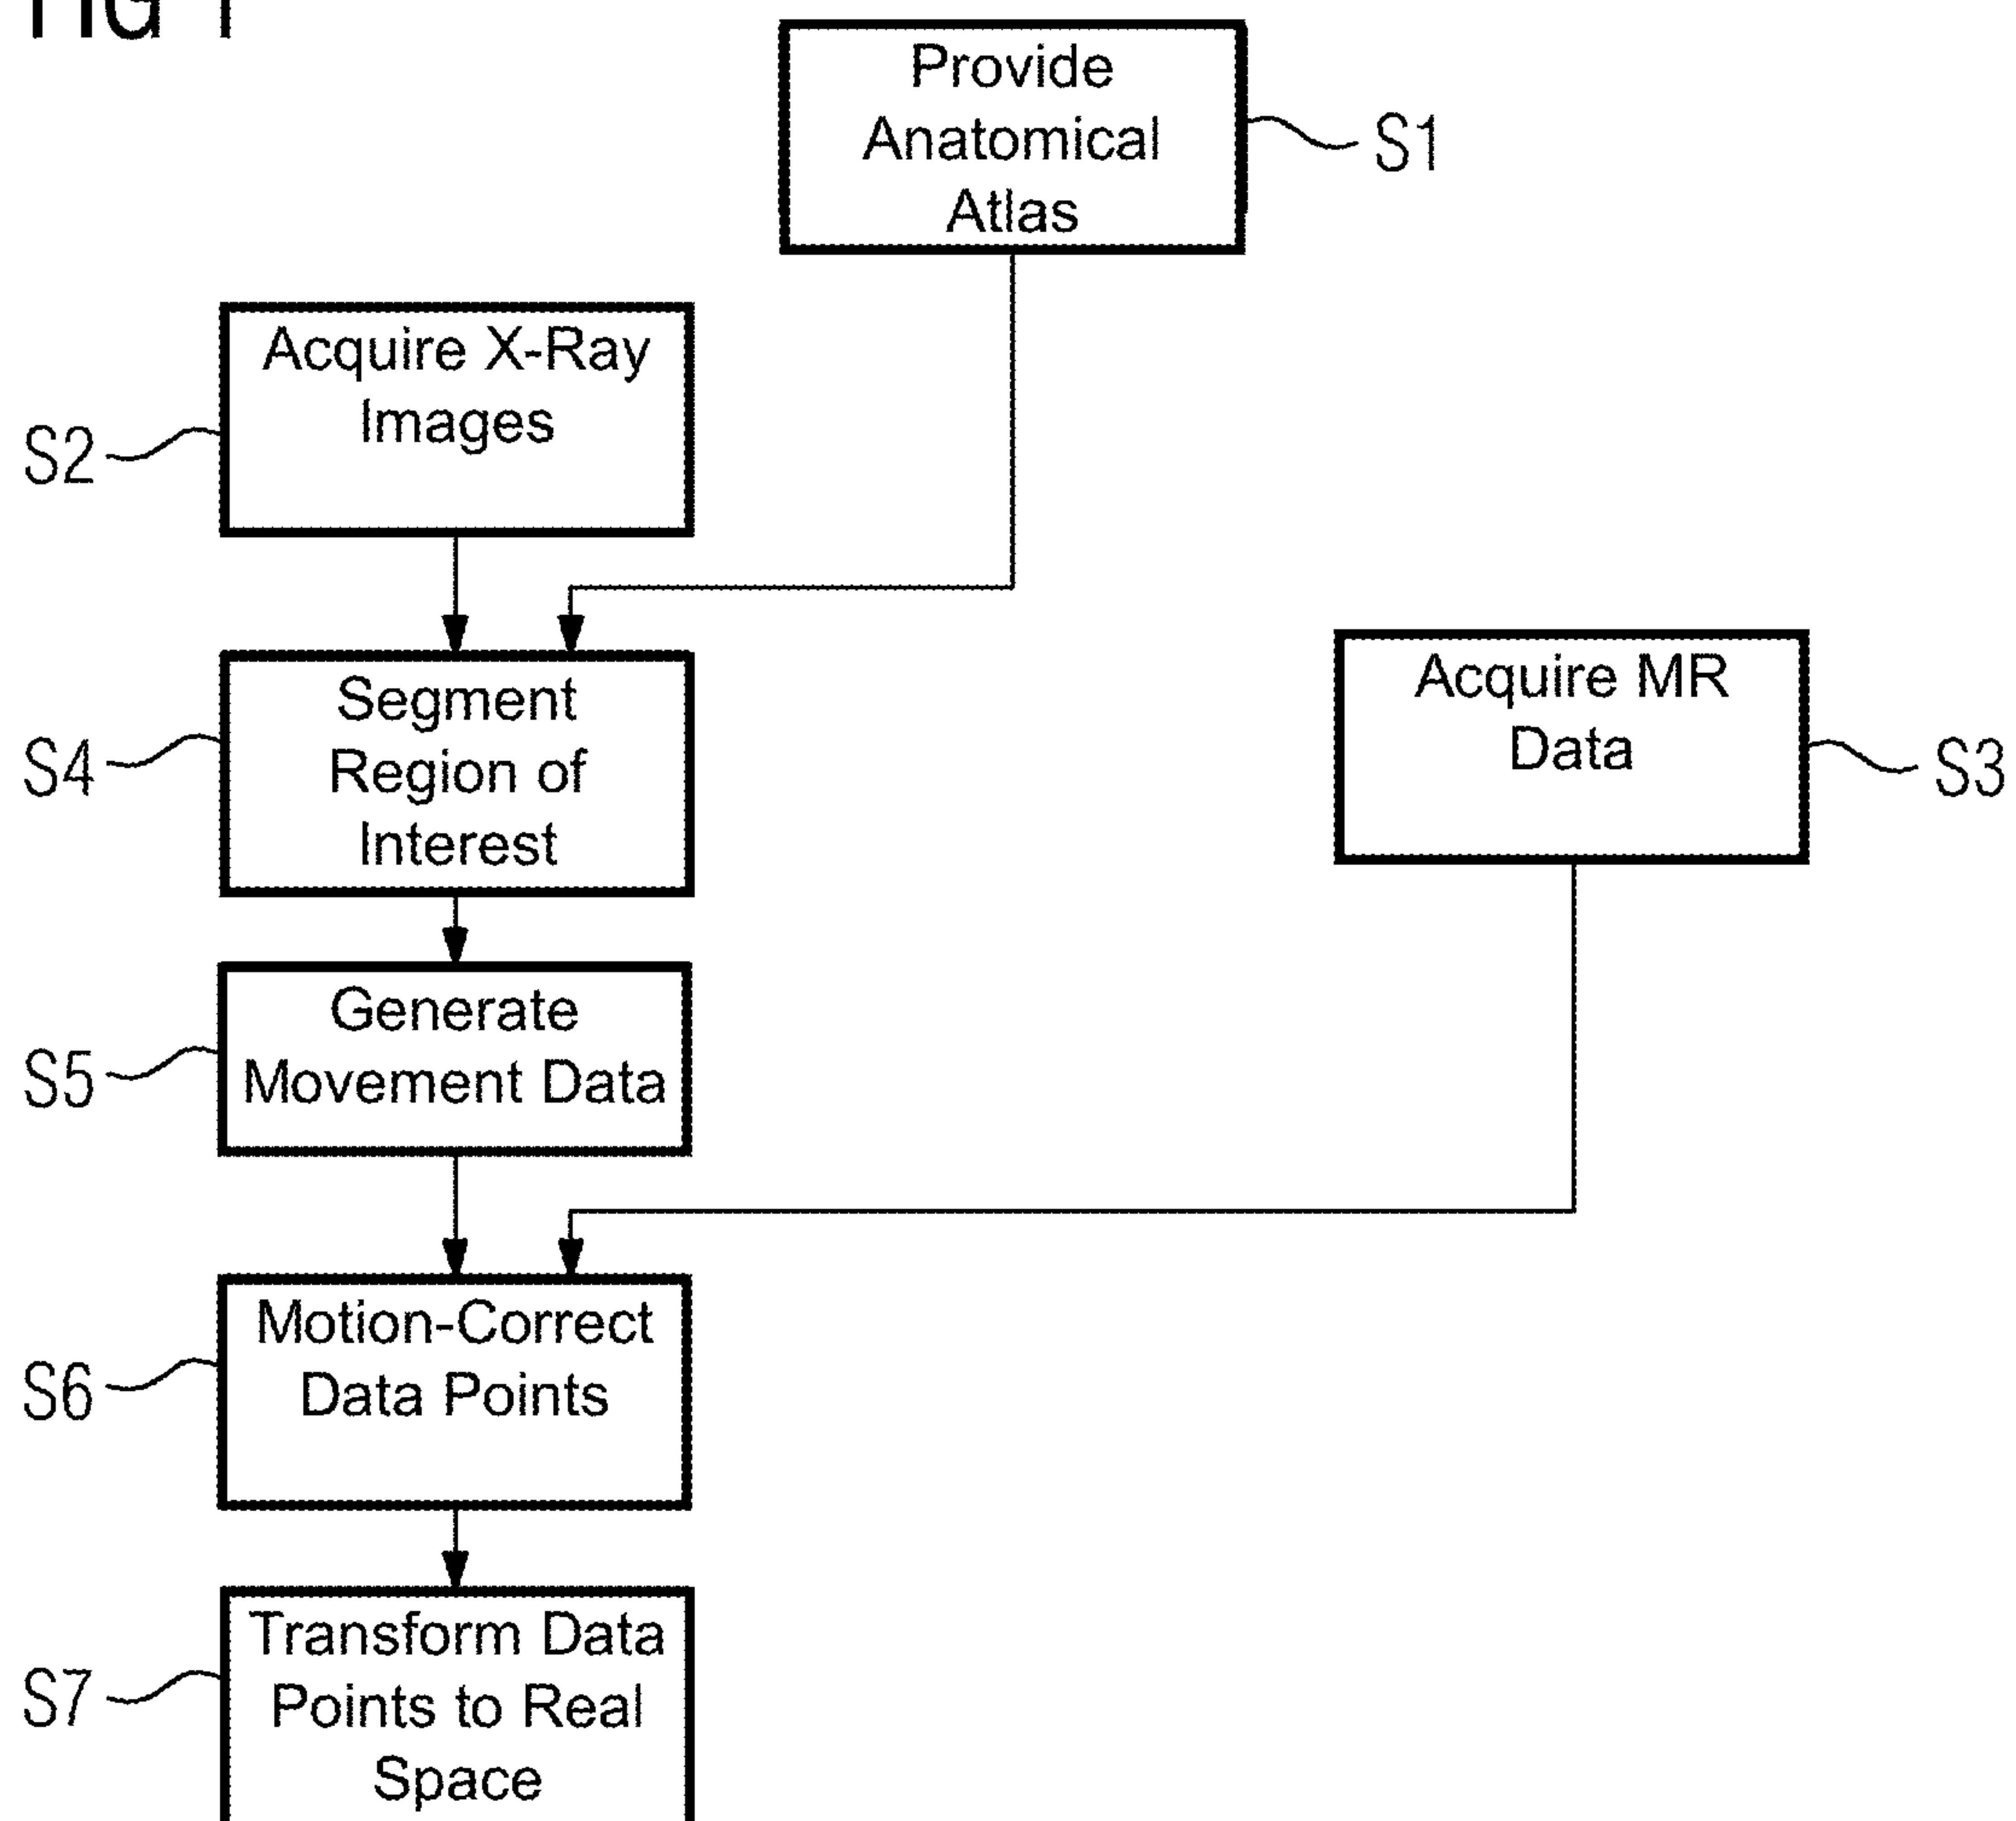 FIG 1
Provide
Anatomical
Atlas
S1
Acquire X-Ray
Images
S2
Segment
Region of
Interest
S4
Acquire MR
Data
S3
Generate
Movement Data
S5
Motion-Correct
Data Points
S6
Transform Data
Points to Real
Space
S7